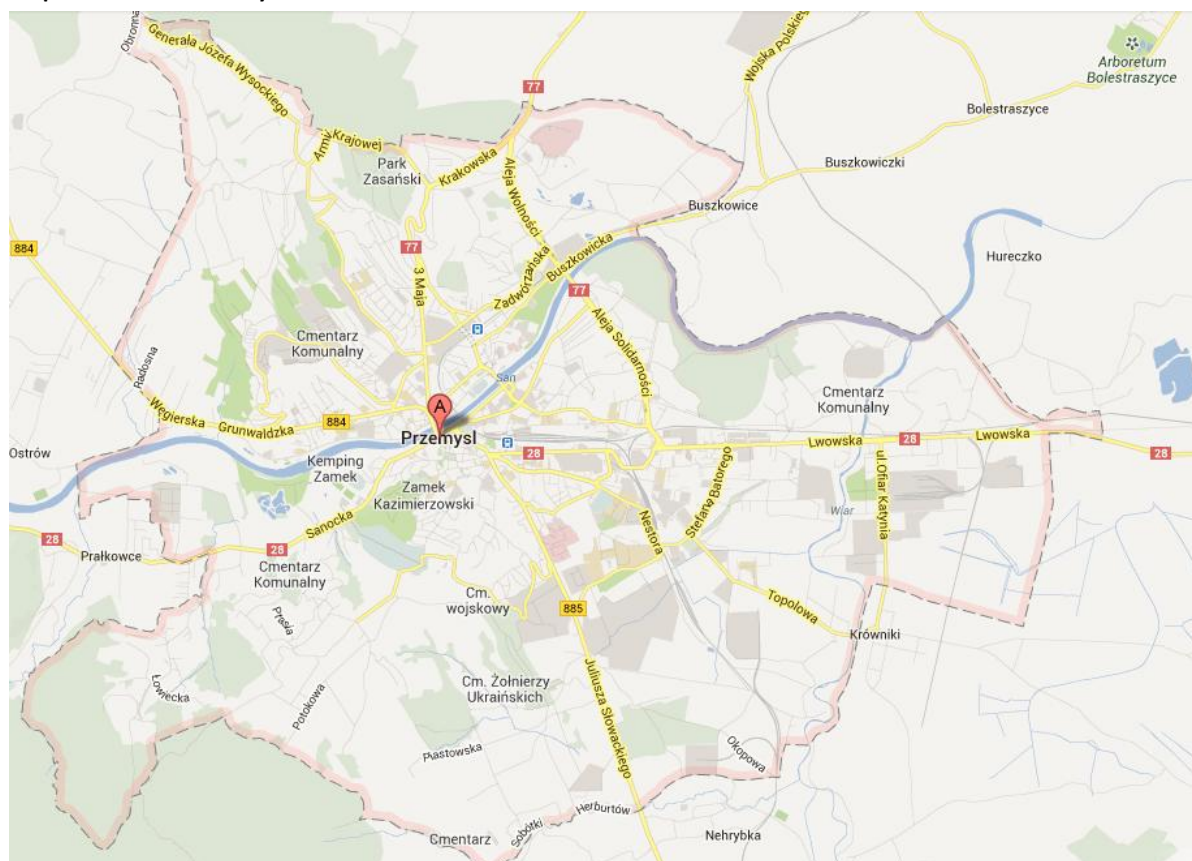 Obronna
Generała Józefa Wysockiego
77
Wojska Polskiego
Arboretum
Bolestraszyce
Bolestraszyce
Armii Krajowej
Park
Zasański
Krakowska
Aleja Wolności
Buszkowiczki
Buszkowice
884
77
3 Maja
Zadwórzańska
Buszkowicka
Hureczko
77
Aleja Solidarności
Cmentarz
Komunalny
Radosna
San
Cmentarz
Komunalny
Węgierska
Grunwaldzka
884
A
Przemysl
28
Lwowska
28
Lwowska
28
Ostrów
Kemping
Zamek
Zamek
Kazimierzowski
Stefana Batorego
ul.Ofiar Katynia
Wiar
Sanocka
Nestora
28
Prałkowce
28
Cmentarz
Komunalny
Cm.
wojskowy
885
Topolowa
Prasia
Krówniki
Łowiecka
Potokowa
Cm. Żołnierzy
Ukraińskich
Juliusza Słowackiego
Piastowska
Okopowa
Herburtów
Sobótki
Cmentarz
Nehrybka